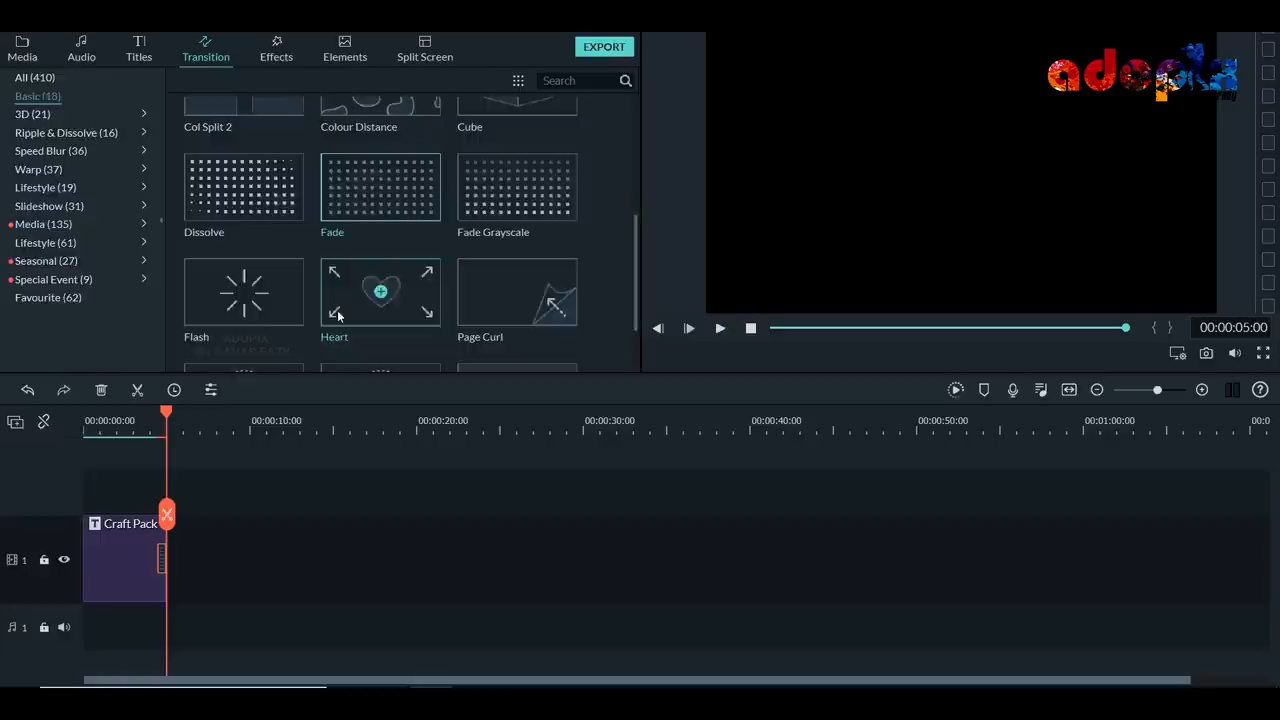 Media Audio Titles Transition Effects Elements Split Screen EXPORT
adopix
All (410)
Search
Basic (18)
3D (21)
Ripple & Dissolve (16)
Speed Blur (36)
Warp (37)
Lifestyle (19)
Slideshow (31)
Media (135)
Lifestyle (61)
Seasonal (27)
Special Event (9)
Favourite (62)
Col Split 2 Colour Distance Cube
Dissolve Fade Fade Grayscale
Flash Heart Page Curl
00:00:05:00
00:00:00:00 00:00:10:00 00:00:20:00 00:00:30:00 00:00:40:00 00:00:50:00 00:01:00:00 00:0
T Craft Pack
1
1